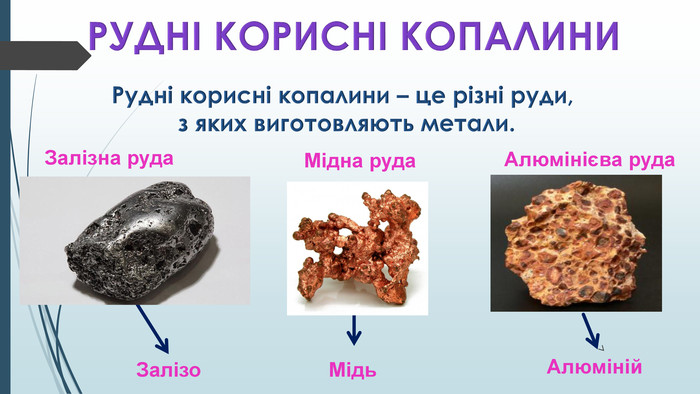 РУДНІ КОРИСНІ КОПАЛИНИ
Рудні корисні копалини – це різні руди,
з яких виготовляють метали.
Залізна руда
Мідна руда
Алюмінієва руда
Залізо
Мідь
Алюміній